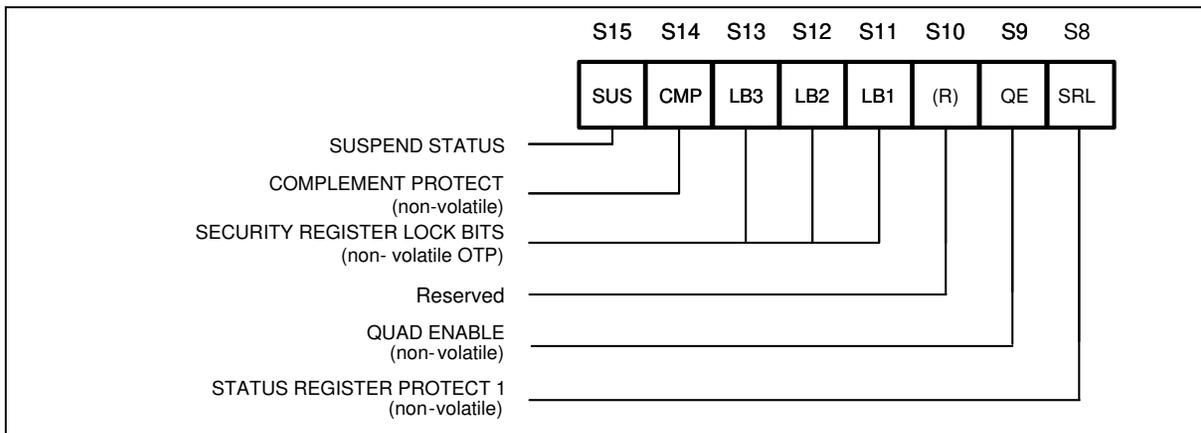 S15 S14 S13 S12 S11 S10 S9 S8
SUS CMP LB3 LB2 LB1 (R) QE SRL
SUSPEND STATUS
COMPLEMENT PROTECT
(non-volatile)
SECURITY REGISTER LOCK BITS
(non- volatile OTP)
Reserved
QUAD ENABLE
(non-volatile)
STATUS REGISTER PROTECT 1
(non-volatile)